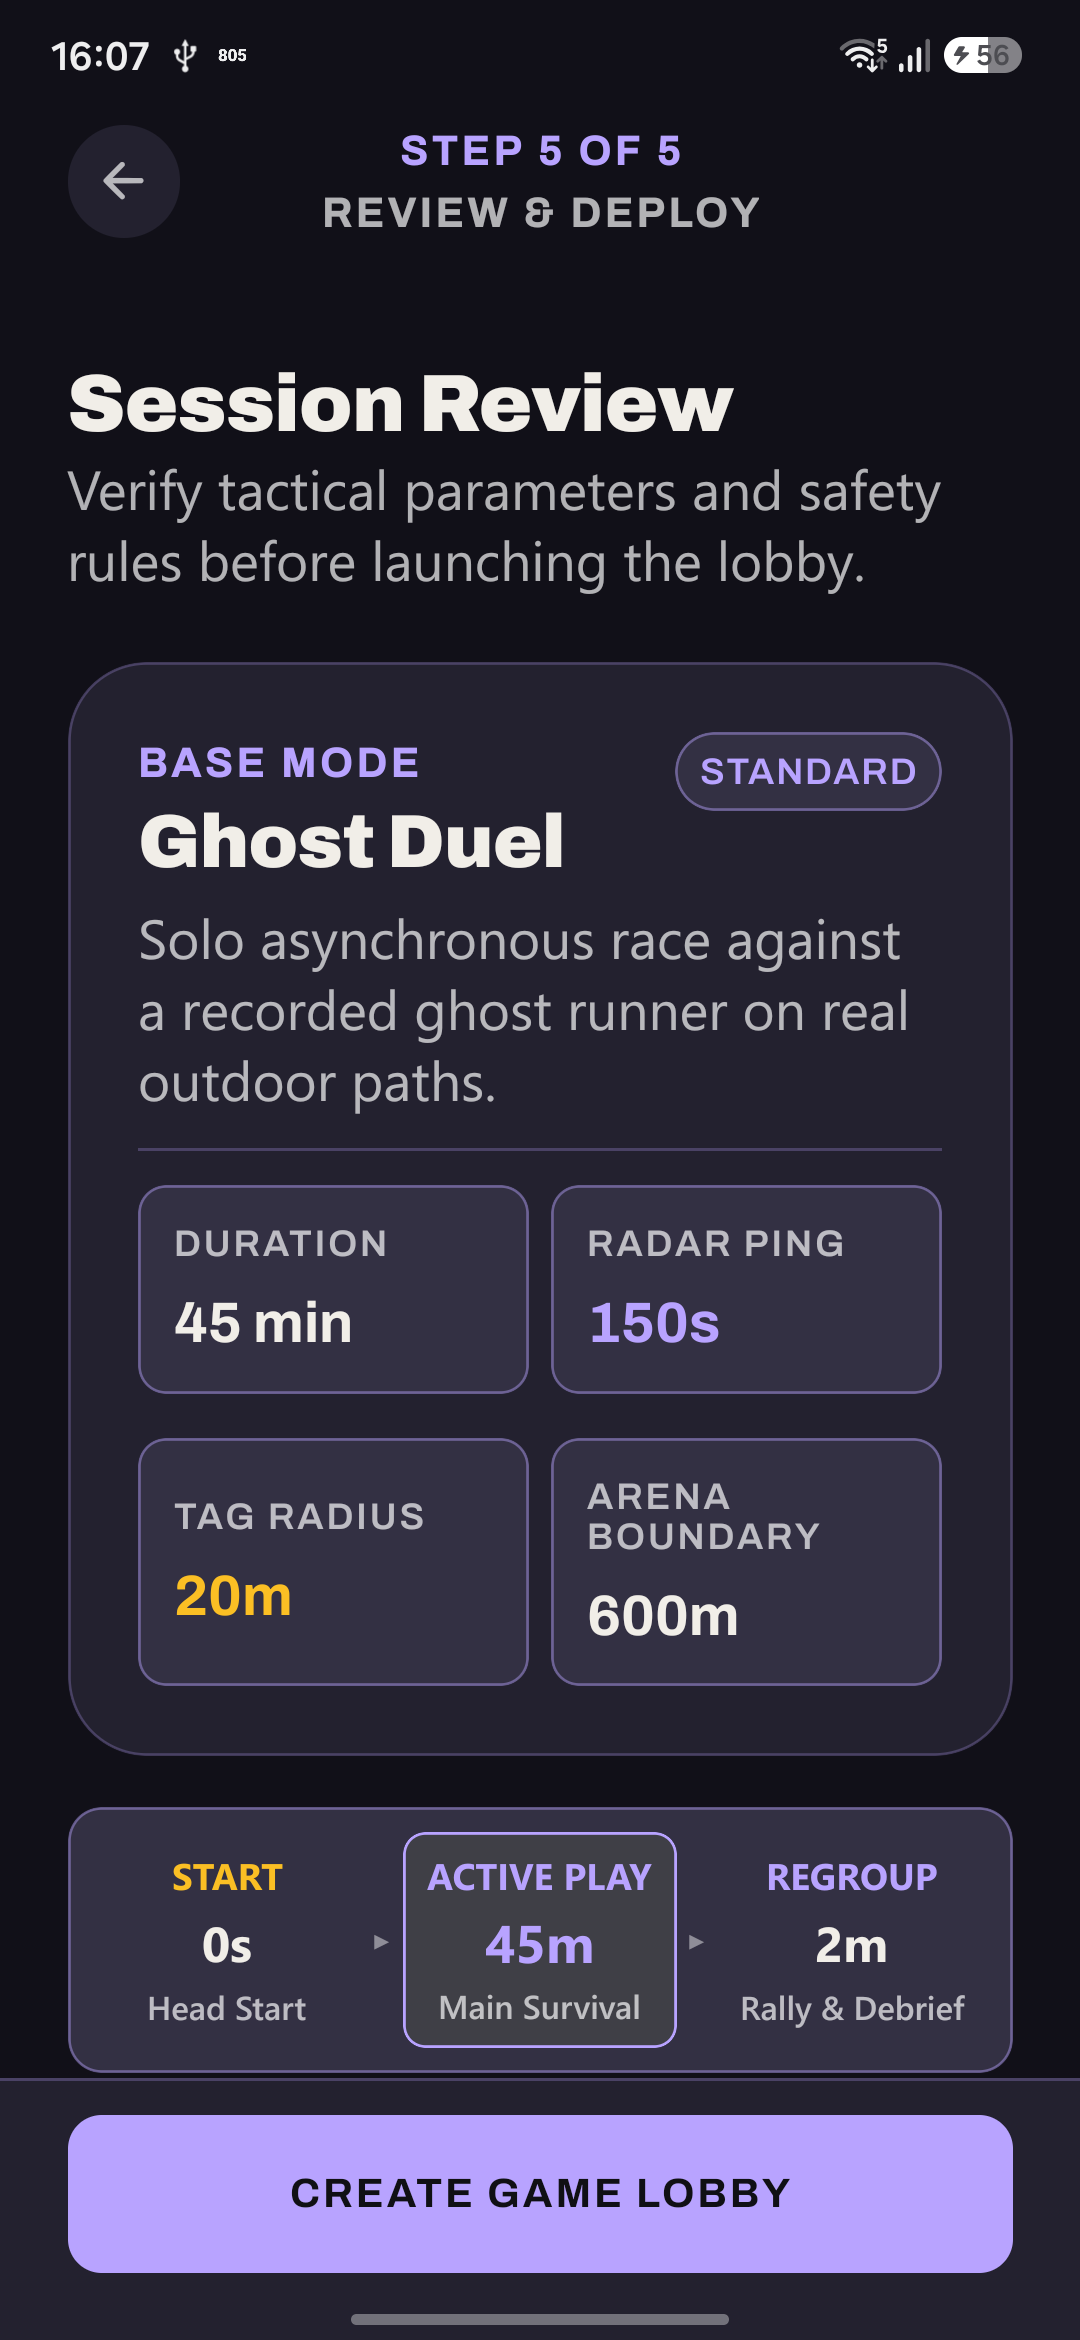 16:07 805 5 56
STEP 5 OF 5
REVIEW & DEPLOY
Session Review
Verify tactical parameters and safety
rules before launching the lobby.
BASE MODE
STANDARD
Ghost Duel
Solo asynchronous race against
a recorded ghost runner on real
outdoor paths.
DURATION
45 min
RADAR PING
150s
TAG RADIUS
20m
ARENA
BOUNDARY
600m
START
0s
Head Start
ACTIVE PLAY
45m
Main Survival
REGROUP
2m
Rally & Debrief
CREATE GAME LOBBY